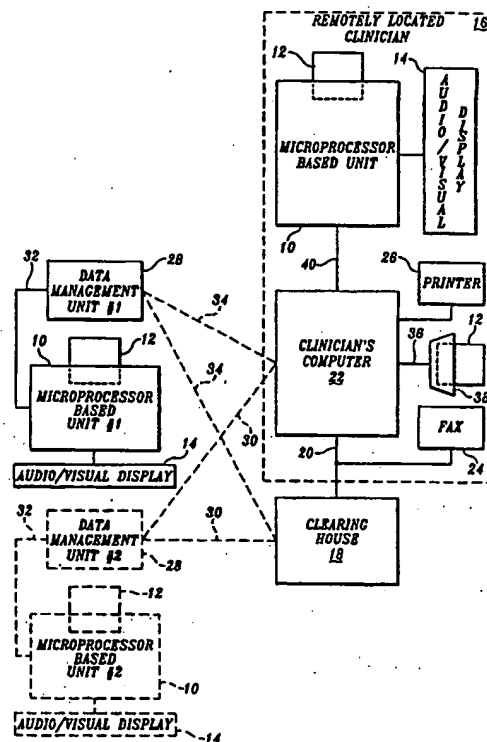 REMOTELY LOCATED
CLINICIAN
16
12
14
MICROPROCESSOR
BASED UNIT
AUDIO/VISUAL
DISPLAY
10
40
26
PRINTER
32
28
DATA
MANAGEMENT
UNIT #1
34
10
12
MICROPROCESSOR
BASED
UNIT #1
34
CLINICIAN'S
COMPUTER
22
36
12
38
30
FAX
24
14
20
AUDIO/VISUAL DISPLAY
32
DATA
MANAGEMENT
UNIT #2
30
28
CLEARING
HOUSE
18
12
MICROPROCESSOR
BASED
UNIT #2
10
AUDIO/VISUAL DISPLAY
14